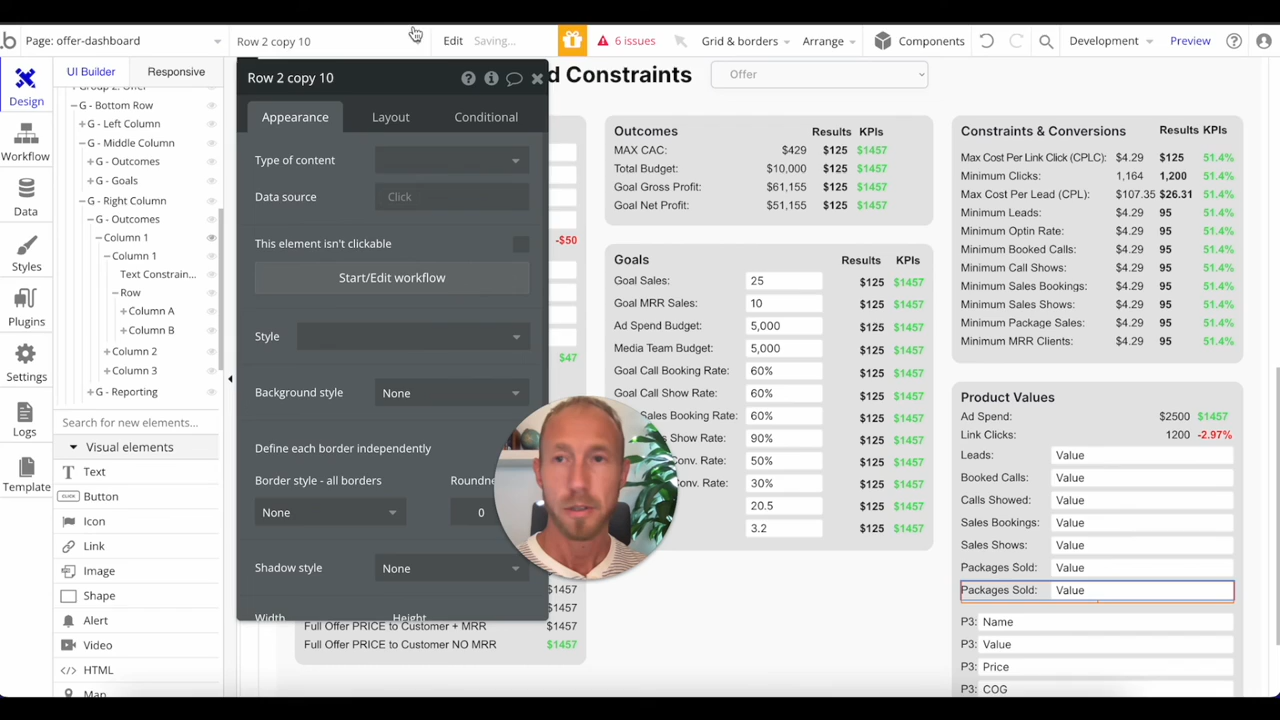 Page: offer-dashboard
Row 2 copy 10
Edit
Saving...
6 issues
Grid & borders
Arrange
Components
Development
Preview
UI Builder
Responsive
Design
Workflow
Data
Styles
Plugins
Settings
Logs
Template
Group 2: Offer
G - Bottom Row
G - Left Column
G - Middle Column
G - Outcomes
G - Goals
G - Right Column
G - Outcomes
Column 1
Column 1
Text Constrain...
Row
Column A
Column B
Column 2
Column 3
G - Reporting
Search for new elements...
Visual elements
Text
CLICK
Button
Icon
Link
Image
Shape
Alert
Video
HTML
Map
Row 2 copy 10
Appearance
Layout
Conditional
Type of content
Data source
Click
This element isn't clickable
Start/Edit workflow
Style
Background style
None
Define each border independently
Border style - all borders
None
0
Shadow style
None
Width
Height
d Constraints
Offer
-$50
$47
$1457
$1457
Full Offer PRICE to Customer + MRR $1457
Full Offer PRICE to Customer NO MRR $1457
Outcomes Results KPIs
MAX CAC: $429 $125 $1457
Total Budget: $10,000 $125 $1457
Goal Gross Profit: $61,155 $125 $1457
Goal Net Profit: $51,155 $125 $1457
Goals Results KPIs
Goal Sales: 25 $125 $1457
Goal MRR Sales: 10 $125 $1457
Ad Spend Budget: 5,000 $125 $1457
Media Team Budget: 5,000 $125 $1457
Goal Call Booking Rate: 60% $125 $1457
Goal Call Show Rate: 60% $125 $1457
Sales Booking Rate: 60% $125 $1457
Show Rate: 90% $125 $1457
Conv. Rate: 50% $125 $1457
Conv. Rate: 30% $125 $1457
20.5 $125 $1457
3.2 $125 $1457
Constraints & Conversions Results KPIs
Max Cost Per Link Click (CPLC): $4.29 $125 51.4%
Minimum Clicks: 1,164 1,200 51.4%
Max Cost Per Lead (CPL) $107.35 $26.31 51.4%
Minimum Leads: $4.29 95 51.4%
Minimum Optin Rate: $4.29 95 51.4%
Minimum Booked Calls: $4.29 95 51.4%
Minimum Call Shows: $4.29 95 51.4%
Minimum Sales Bookings: $4.29 95 51.4%
Minimum Sales Shows: $4.29 95 51.4%
Minimum Package Sales: $4.29 95 51.4%
Minimum MRR Clients: $4.29 95 51.4%
Product Values
Ad Spend: $2500 $1457
Link Clicks: 1200 -2.97%
Leads: Value
Booked Calls: Value
Calls Showed: Value
Sales Bookings: Value
Sales Shows: Value
Packages Sold: Value
Packages Sold: Value
P3: Name
P3: Value
P3: Price
P3: COG